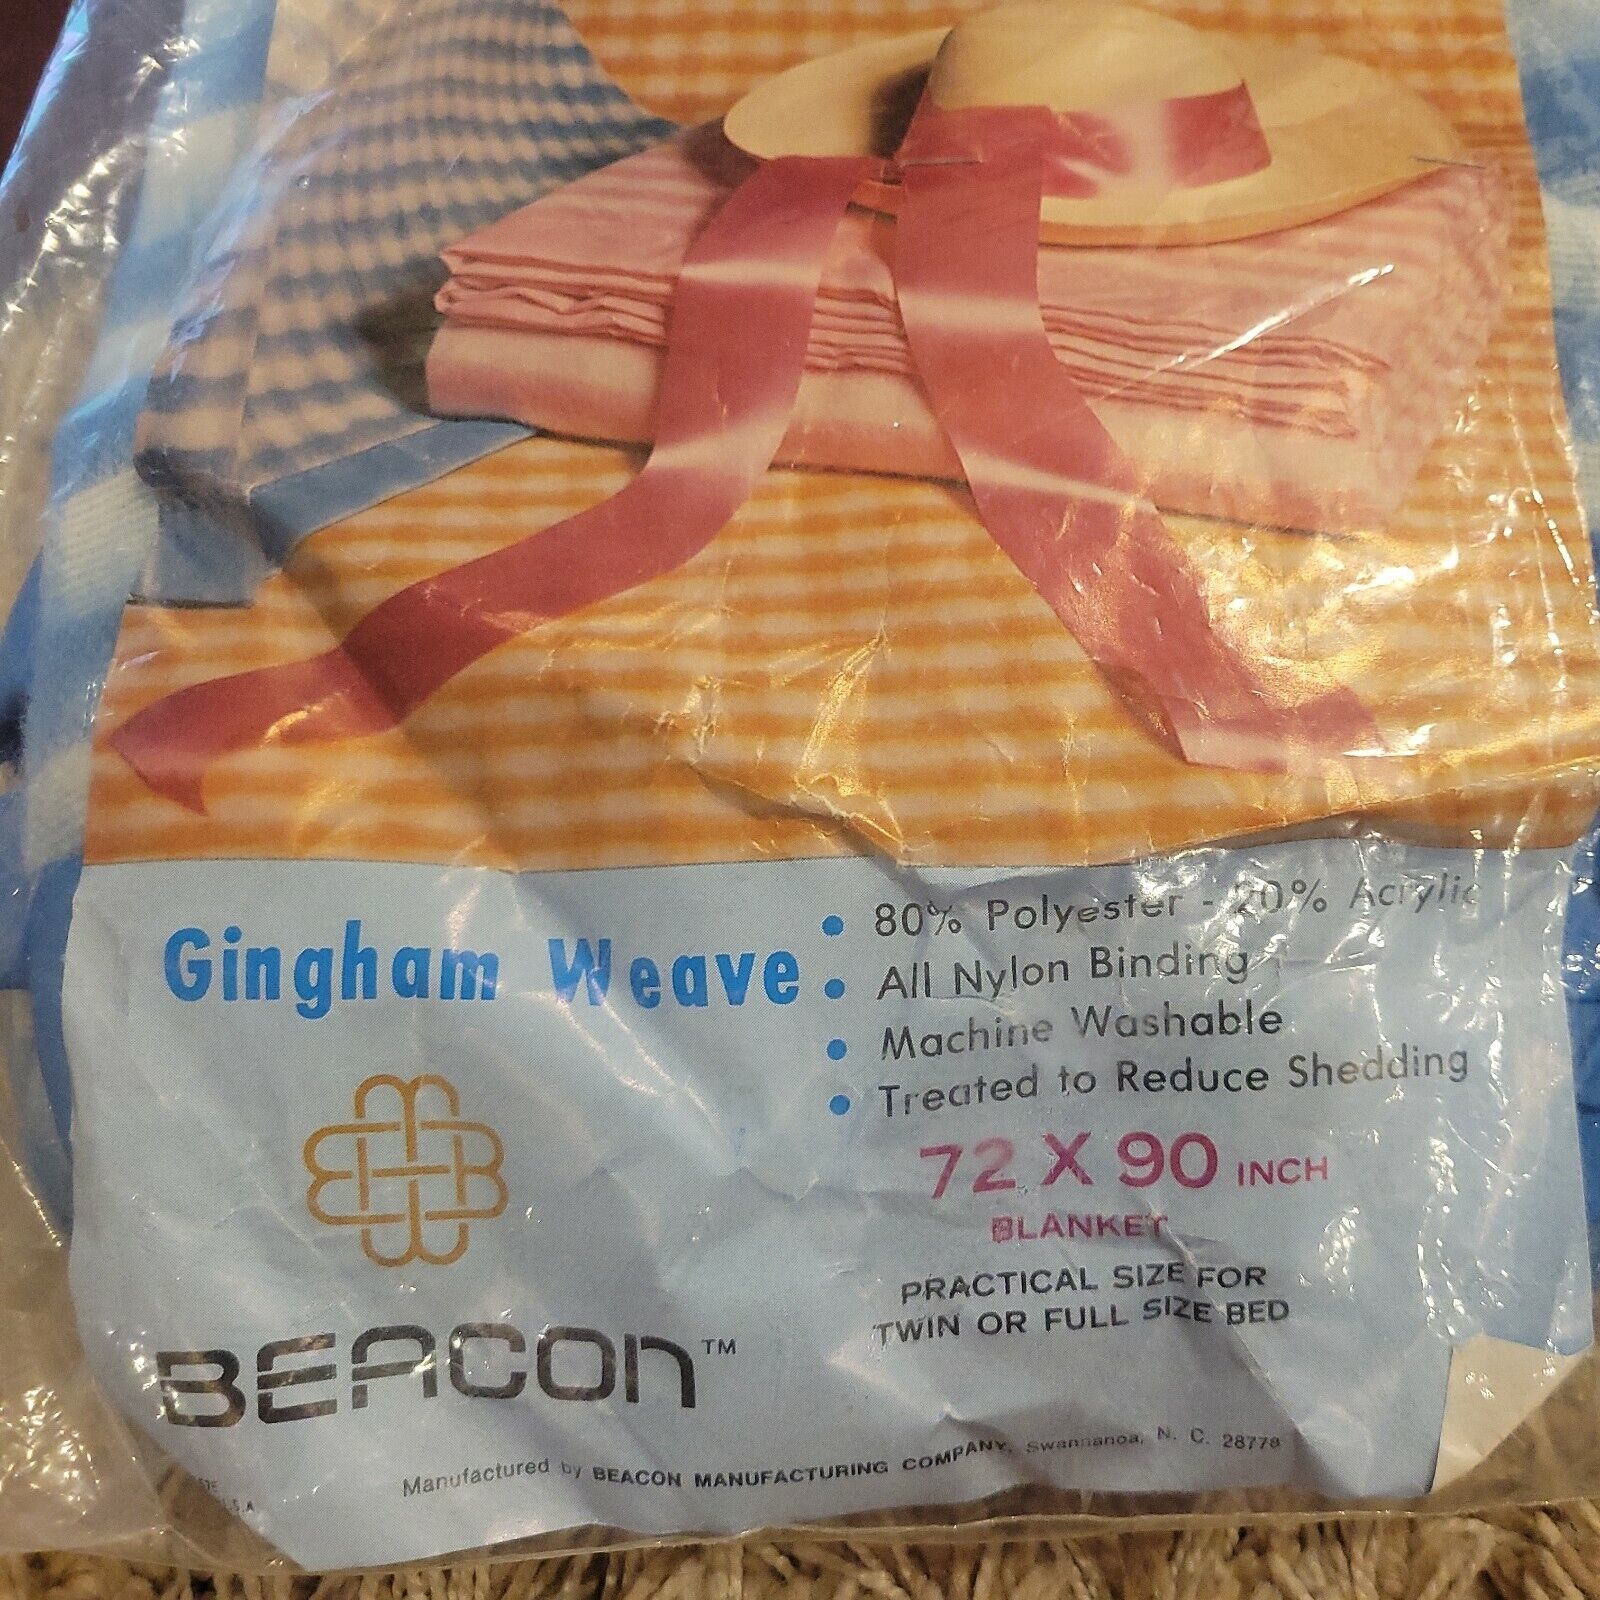 Gingham Weave
• 80% Polyester - 20% Acrylic
• All Nylon Binding
• Machine Washable
• Treated to Reduce Shedding
72 X 90 INCH
BLANKET
PRACTICAL SIZE FOR
TWIN OR FULL SIZE BED
BEACON™
Manufactured by BEACON MANUFACTURING COMPANY, Swannanoa, N. C. 28778